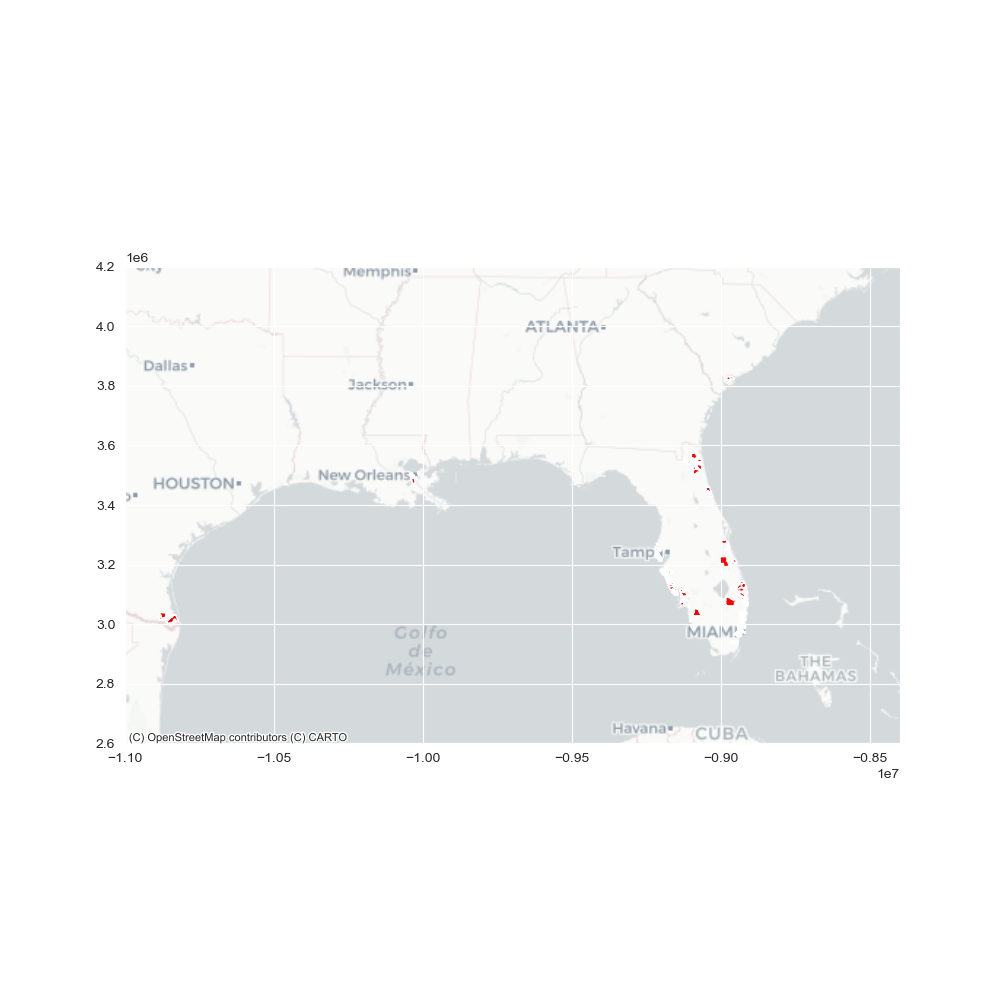 1e6
4.2
4.0
3.8
3.6
3.4
3.2
3.0
2.8
2.6
City
Memphis
ATLANTA
Dallas
Jackson
New Orleans
HOUSTON
Tamp
MIAM
Golfo
de
México
THE
BAHAMAS
Havana
CUBA
(C) OpenStreetMap contributors (C) CARTO
−1.10
−1.05
−1.00
−0.95
−0.90
−0.85
1e7